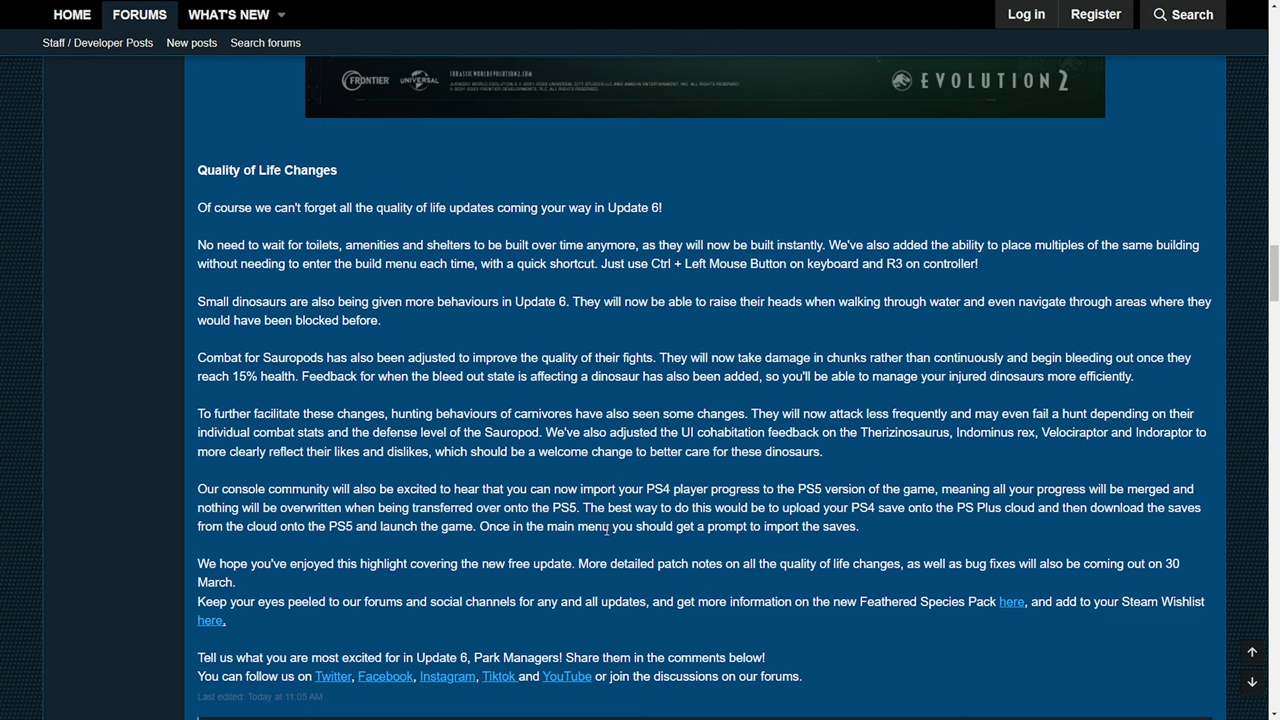 HOME FORUMS WHAT'S NEW Log in Register Search
Staff / Developer Posts New posts Search forums
FRONTIER UNIVERSAL JURASSICWORLDEVOLUTION2.COM EVOLUTION 2
Quality of Life Changes
Of course we can't forget all the quality of life updates coming your way in Update 6!
No need to wait for toilets, amenities and shelters to be built over time anymore, as they will now be built instantly. We've also added the ability to place multiples of the same building
without needing to enter the build menu each time, with a quick shortcut. Just use Ctrl + Left Mouse Button on keyboard and R3 on controller!
Small dinosaurs are also being given more behaviours in Update 6. They will now be able to raise their heads when walking through water and even navigate through areas where they
would have been blocked before.
Combat for Sauropods has also been adjusted to improve the quality of their fights. They will now take damage in chunks rather than continuously and begin bleeding out once they
reach 15% health. Feedback for when the bleed out state is affecting a dinosaur has also been added, so you'll be able to manage your injured dinosaurs more efficiently.
To further facilitate these changes, hunting behaviours of carnivores have also seen some changes. They will now attack less frequently and may even fail a hunt depending on their
individual combat stats and the defense level of the Sauropod. We've also adjusted the UI cohabitation feedback on the Therizinosaurus, Indominus rex, Velociraptor and Indoraptor to
more clearly reflect their likes and dislikes, which should be a welcome change to better care for these dinosaurs.
Our console community will also be excited to hear that you can now import your PS4 player progress to the PS5 version of the game, meaning all your progress will be merged and
nothing will be overwritten when being transferred over onto the PS5. The best way to do this would be to upload your PS4 save onto the PS Plus cloud and then download the saves
from the cloud onto the PS5 and launch the game. Once in the main menu you should get a prompt to import the saves.
We hope you've enjoyed this highlight covering the new free update. More detailed patch notes on all the quality of life changes, as well as bug fixes will also be coming out on 30
March.
Keep your eyes peeled to our forums and social channels for any and all updates, and get more information on the new Feathered Species Pack here, and add to your Steam Wishlist
here.
Tell us what you are most excited for in Update 6, Park Managers! Share them in the comments below!
You can follow us on Twitter, Facebook, Instagram, Tiktok and YouTube or join the discussions on our forums.
Last edited: Today at 11:05 AM